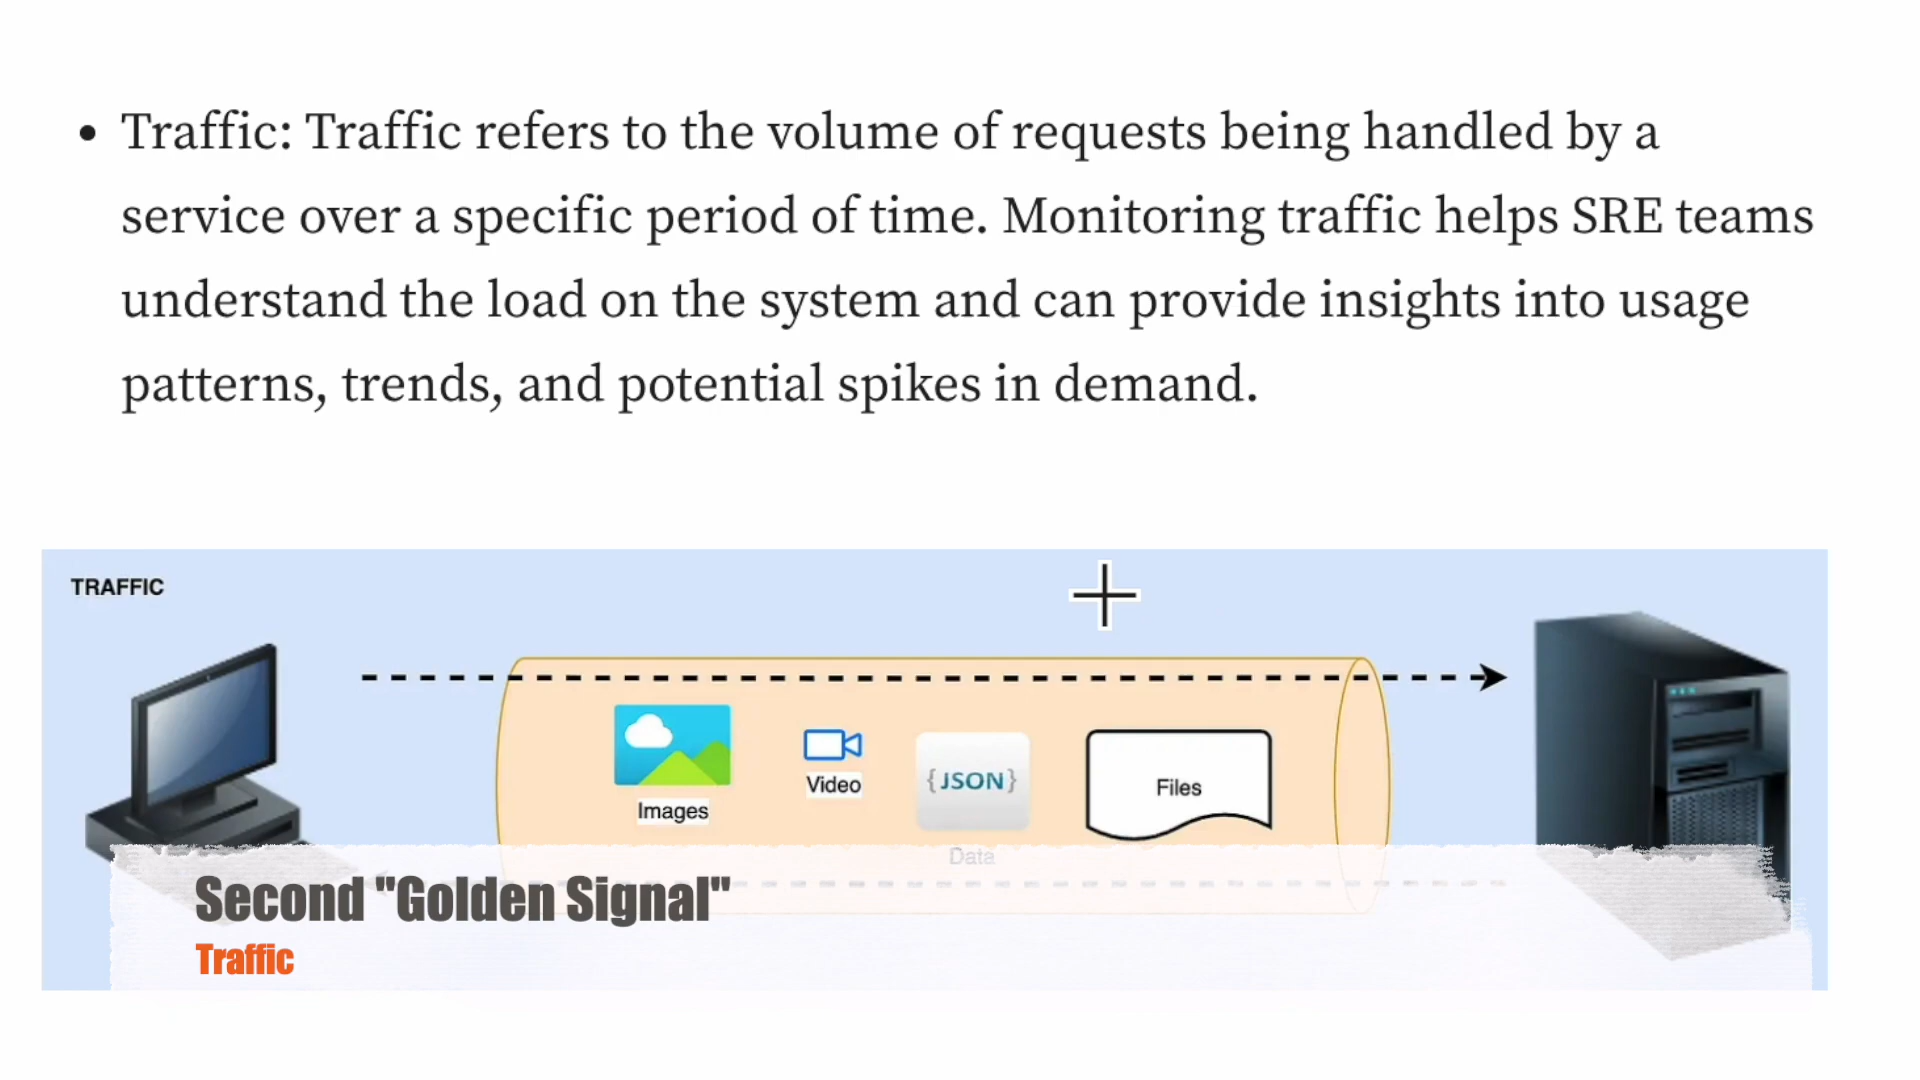 • Traffic: Traffic refers to the volume of requests being handled by a
service over a specific period of time. Monitoring traffic helps SRE teams
understand the load on the system and can provide insights into usage
patterns, trends, and potential spikes in demand.
TRAFFIC
Images
Video
{JSON}
Files
Data
Second "Golden Signal"
Traffic